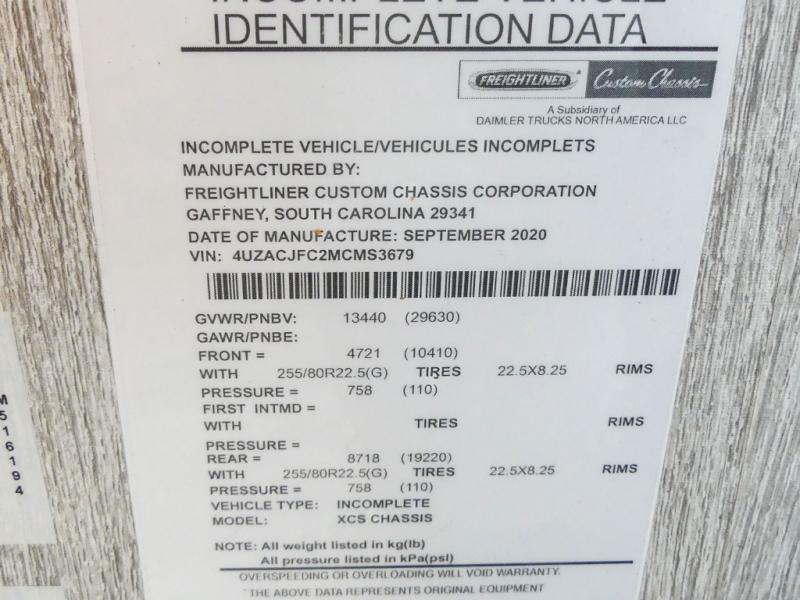 INCOMPLETE VEHICLE
IDENTIFICATION DATA
FREIGHTLINER Custom Chassis
A Subsidiary of
DAIMLER TRUCKS NORTH AMERICA LLC
INCOMPLETE VEHICLE/VEHICULES INCOMPLETS
MANUFACTURED BY:
FREIGHTLINER CUSTOM CHASSIS CORPORATION
GAFFNEY, SOUTH CAROLINA 29341
DATE OF MANUFACTURE: SEPTEMBER 2020
VIN: 4UZACJFC2MCMS3679
GVWR/PNBV: 13440 (29630)
GAWR/PNBE:
FRONT = 4721 (10410)
WITH 255/80R22.5(G) TIRES 22.5X8.25 RIMS
PRESSURE = 758 (110)
FIRST INTMD =
WITH TIRES RIMS
PRESSURE =
REAR = 8718 (19220)
WITH 255/80R22.5(G) TIRES 22.5X8.25 RIMS
PRESSURE = 758 (110)
VEHICLE TYPE: INCOMPLETE
MODEL: XCS CHASSIS
NOTE: All weight listed in kg(lb)
All pressure listed in kPa(psi)
OVERSPEEDING OR OVERLOADING WILL VOID WARRANTY.
THE ABOVE DATA REPRESENTS ORIGINAL EQUIPMENT
M
5
1
6
1
9
4